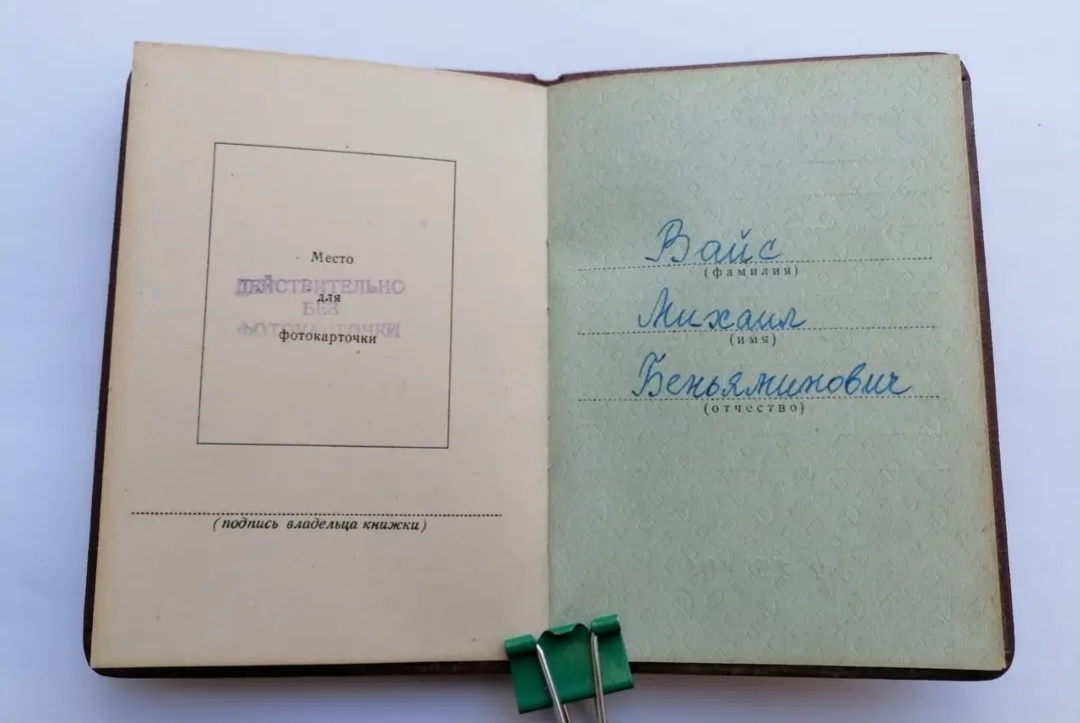 Место
ДЕЙСТВИТЕЛЬНО
для
БЕЗ
ФОТОКАРТОЧКИ
фотокарточки
(подпись владельца книжки)
Вайс
(фамилия)
Михаил
(имя)
Беньяминович
(отчество)